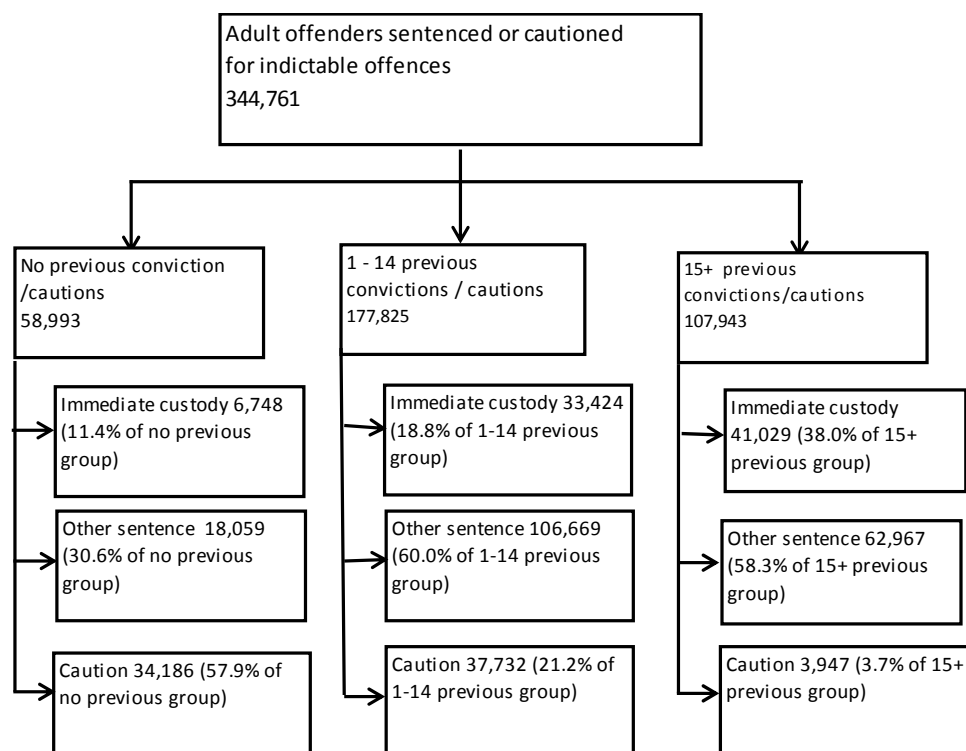 Adult offenders sentenced or cautioned
for indictable offences
344,761
No previous conviction
/cautions
58,993
1 - 14 previous
convictions / cautions
177,825
15+ previous
convictions/cautions
107,943
Immediate custody 6,748
(11.4% of no previous
group)
Immediate custody 33,424
(18.8% of 1-14 previous
group)
Immediate custody
41,029 (38.0% of 15+
previous group)
Other sentence 18,059
(30.6% of no previous
group)
Other sentence 106,669
(60.0% of 1-14 previous
group)
Other sentence 62,967
(58.3% of 15+ previous
group)
Caution 34,186 (57.9% of
no previous group)
Caution 37,732 (21.2% of
1-14 previous group)
Caution 3,947 (3.7% of 15+
previous group)